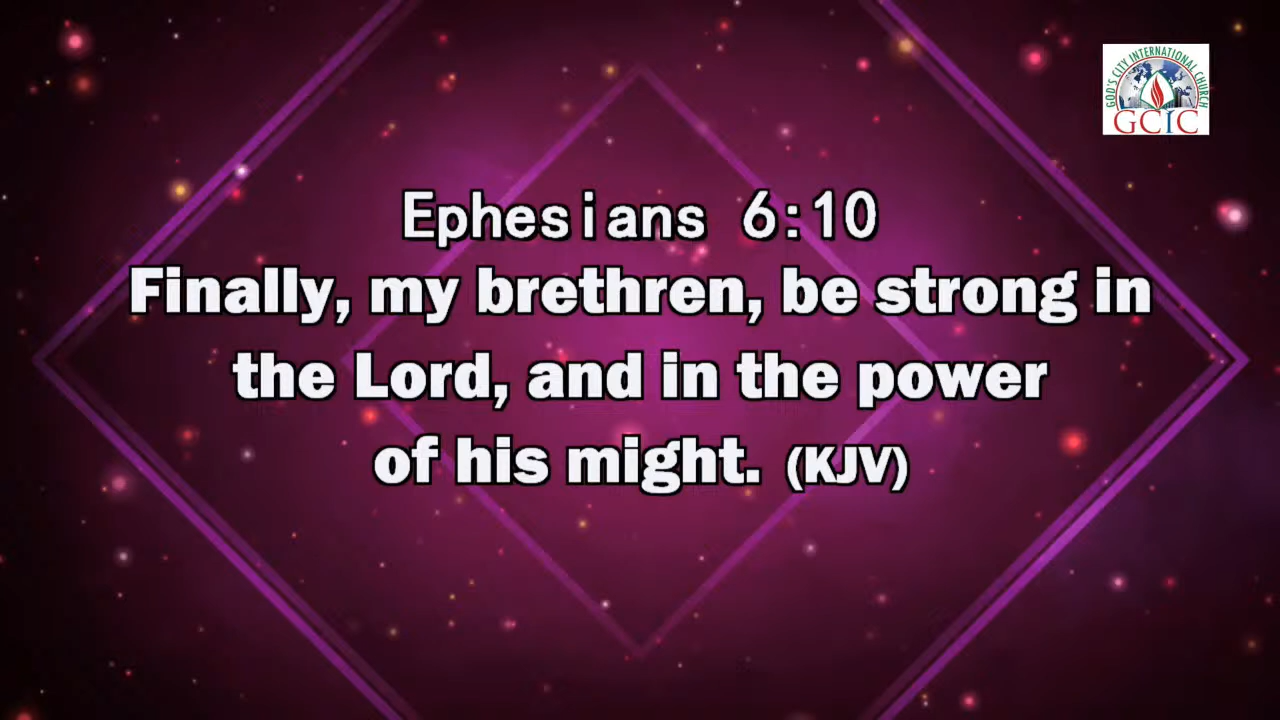 GOD'S CITY INTERNATIONAL CHURCH
GCIC
Ephesians 6:10
Finally, my brethren, be strong in
the Lord, and in the power
of his might. (KJV)